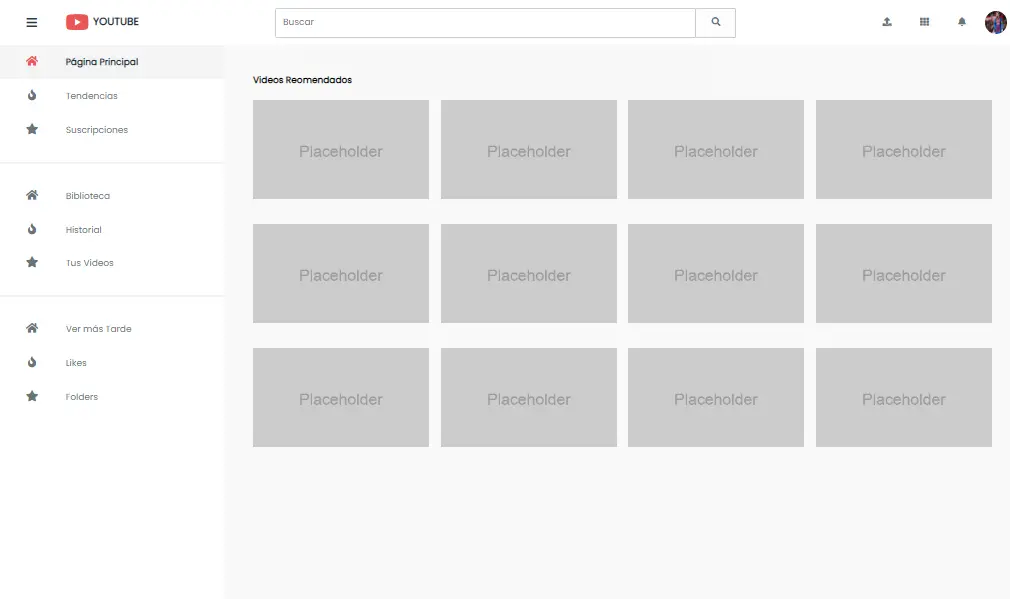 YOUTUBE
Buscar
Página Principal
Tendencias
Suscripciones
Biblioteca
Historial
Tus Videos
Ver más Tarde
Likes
Folders
Videos Reomendados
Placeholder Placeholder Placeholder Placeholder
Placeholder Placeholder Placeholder Placeholder
Placeholder Placeholder Placeholder Placeholder